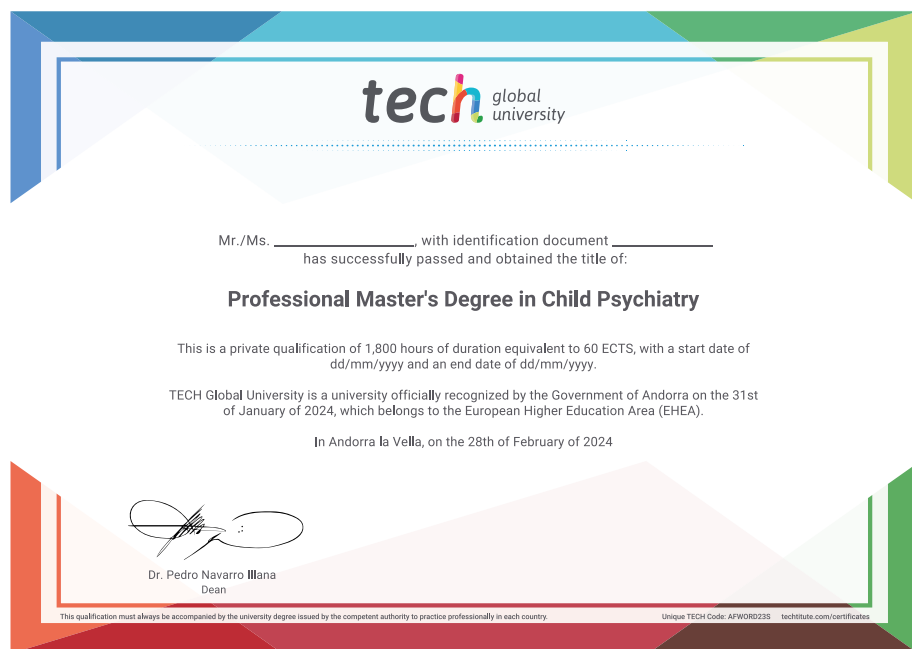 tech global university
Mr./Ms. ____________, with identification document ____________
has successfully passed and obtained the title of:
Professional Master's Degree in Child Psychiatry
This is a private qualification of 1,800 hours of duration equivalent to 60 ECTS, with a start date of
dd/mm/yyyy and an end date of dd/mm/yyyy.
TECH Global University is a university officially recognized by the Government of Andorra on the 31st
of January of 2024, which belongs to the European Higher Education Area (EHEA).
In Andorra la Vella, on the 28th of February of 2024
Dr. Pedro Navarro Illana
Dean
This qualification must always be accompanied by the university degree issued by the competent authority to practice professionally in each country.
Unique TECH Code: AFWORD23S techtitute.com/certificates